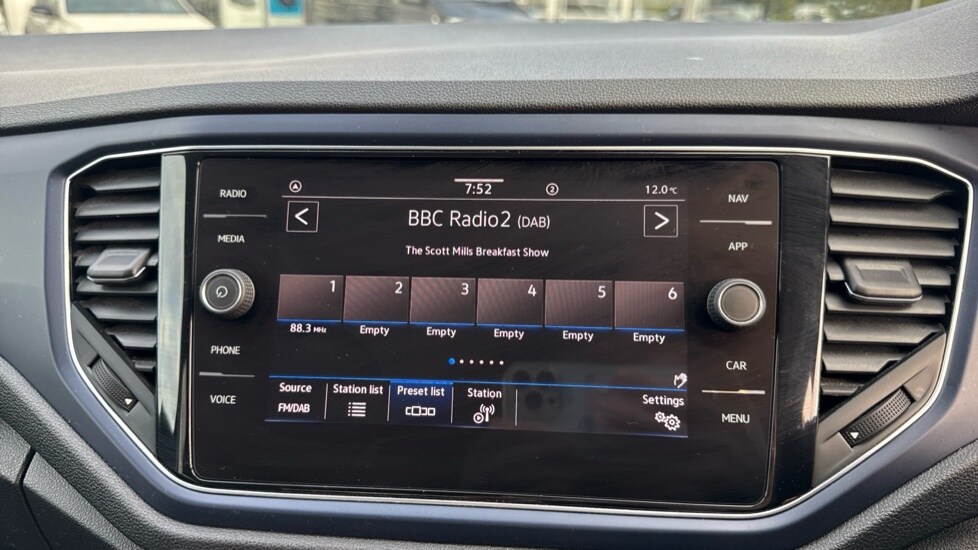 7:52 2 12.0 °C
RADIO
MEDIA
PHONE
VOICE
< BBC Radio2 (DAB) >
The Scott Mills Breakfast Show
1 2 3 4 5 6
88.3 MHz Empty Empty Empty Empty Empty
Source Station list Preset list Station Settings
FM/DAB
NAV
APP
CAR
MENU